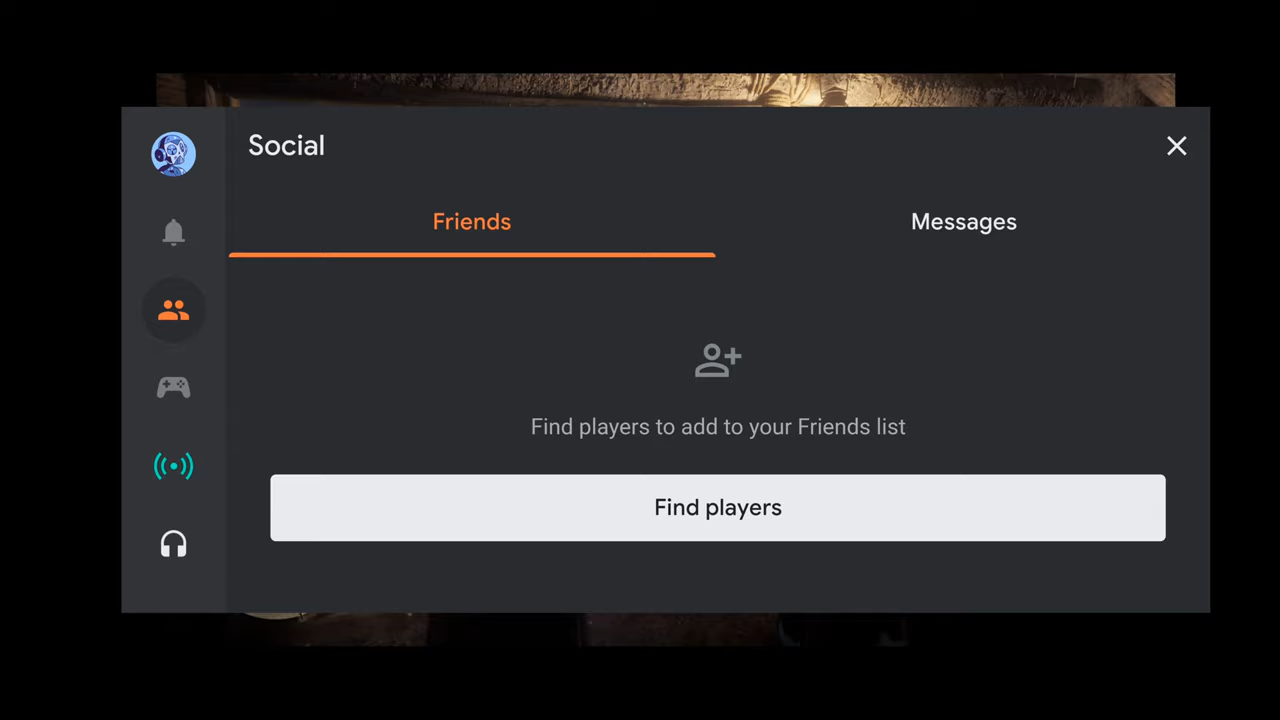 Social
Friends
Messages
Find players to add to your Friends list
Find players